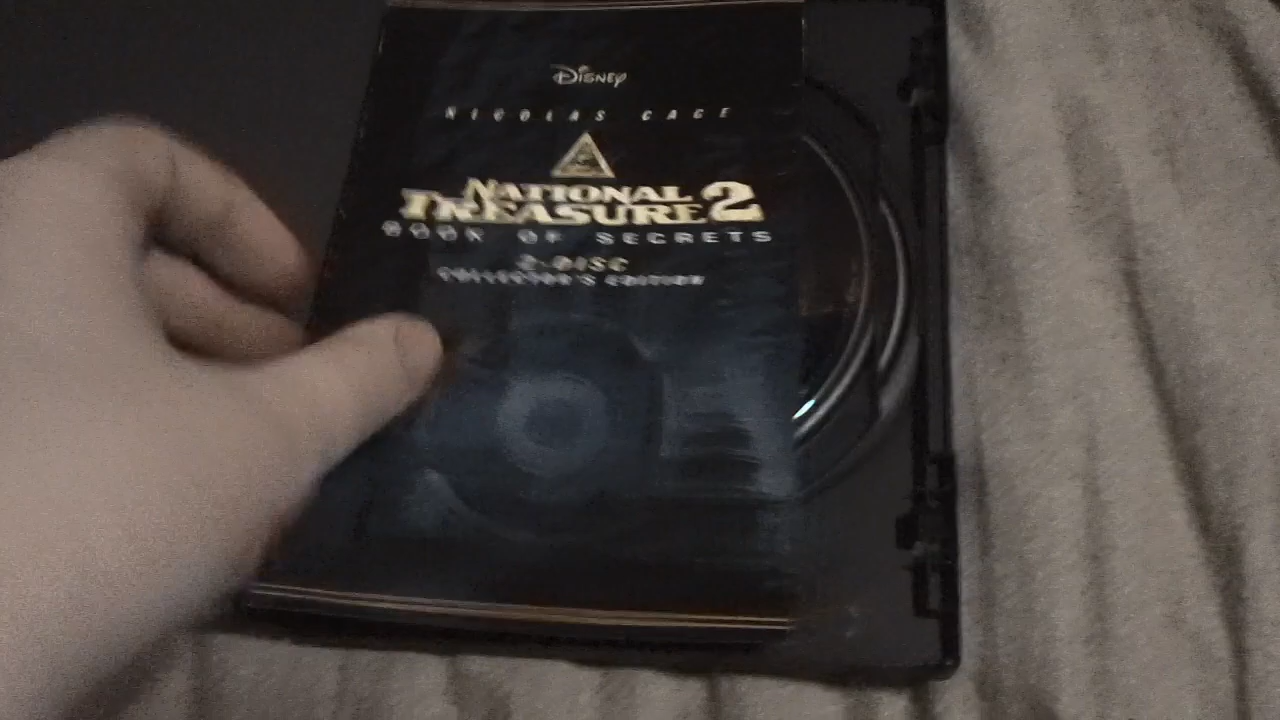 Disney
NICOLAS CAGE
NATIONAL
TREASURE 2
BOOK OF SECRETS
2-DISC
COLLECTOR'S EDITION